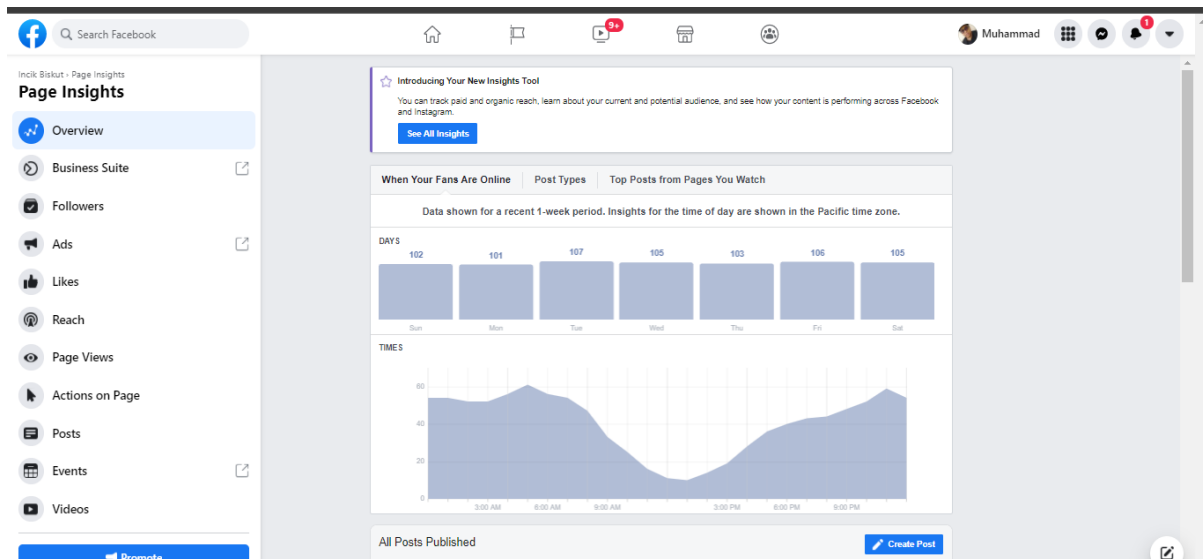 Search Facebook
9+
Muhammad
1
Incik Biskut › Page Insights
Page Insights
Overview
Business Suite
Followers
Ads
Likes
Reach
Page Views
Actions on Page
Posts
Events
Videos
Promote
Introducing Your New Insights Tool
You can track paid and organic reach, learn about your current and potential audience, and see how your content is performing across Facebook
and Instagram.
See All Insights
When Your Fans Are Online Post Types Top Posts from Pages You Watch
Data shown for a recent 1-week period. Insights for the time of day are shown in the Pacific time zone.
DAYS
102 101 107 105 103 106 105
Sun Mon Tue Wed Thu Fri Sat
TIMES
60
40
20
0
3:00 AM 6:00 AM 9:00 AM 3:00 PM 6:00 PM 9:00 PM
All Posts Published
Create Post